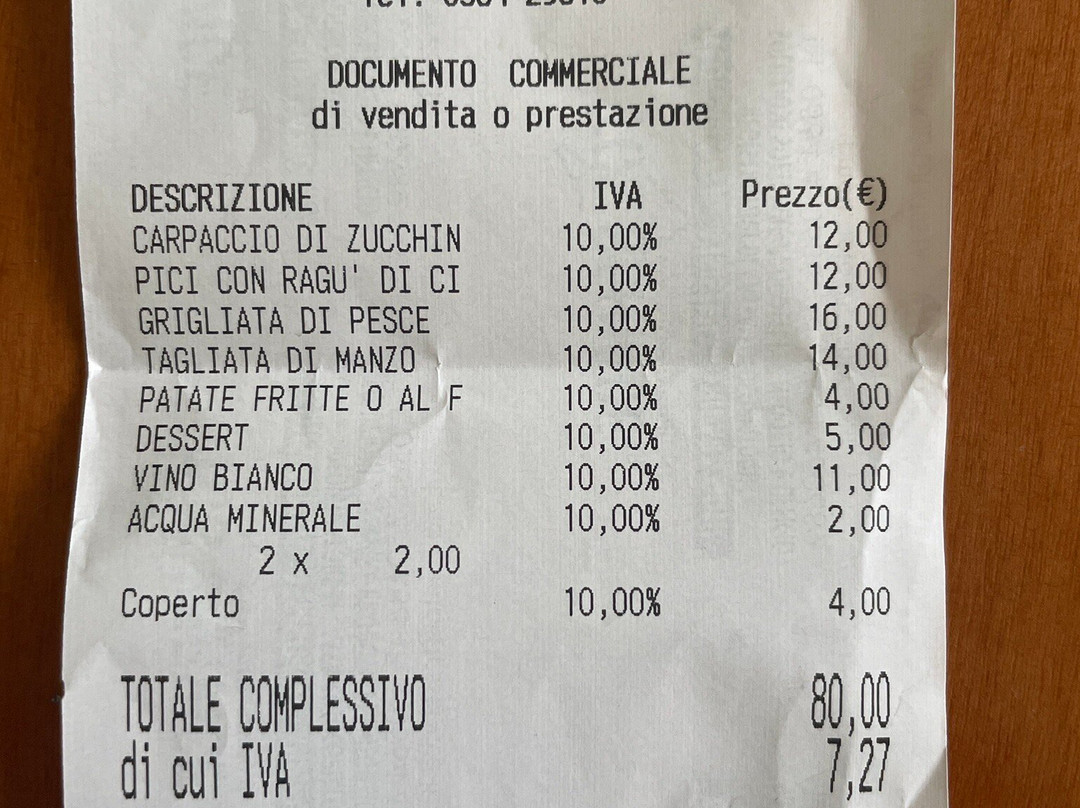 DOCUMENTO COMMERCIALE
di vendita o prestazione
DESCRIZIONE IVA Prezzo(€)
CARPACCIO DI ZUCCHIN 10,00% 12,00
PICI CON RAGU' DI CI 10,00% 12,00
GRIGLIATA DI PESCE 10,00% 16,00
TAGLIATA DI MANZO 10,00% 14,00
PATATE FRITTE O AL F 10,00% 4,00
DESSERT 10,00% 5,00
VINO BIANCO 10,00% 11,00
ACQUA MINERALE 10,00% 2,00
2 x 2,00
Coperto 10,00% 4,00
TOTALE COMPLESSIVO 80,00
di cui IVA 7,27